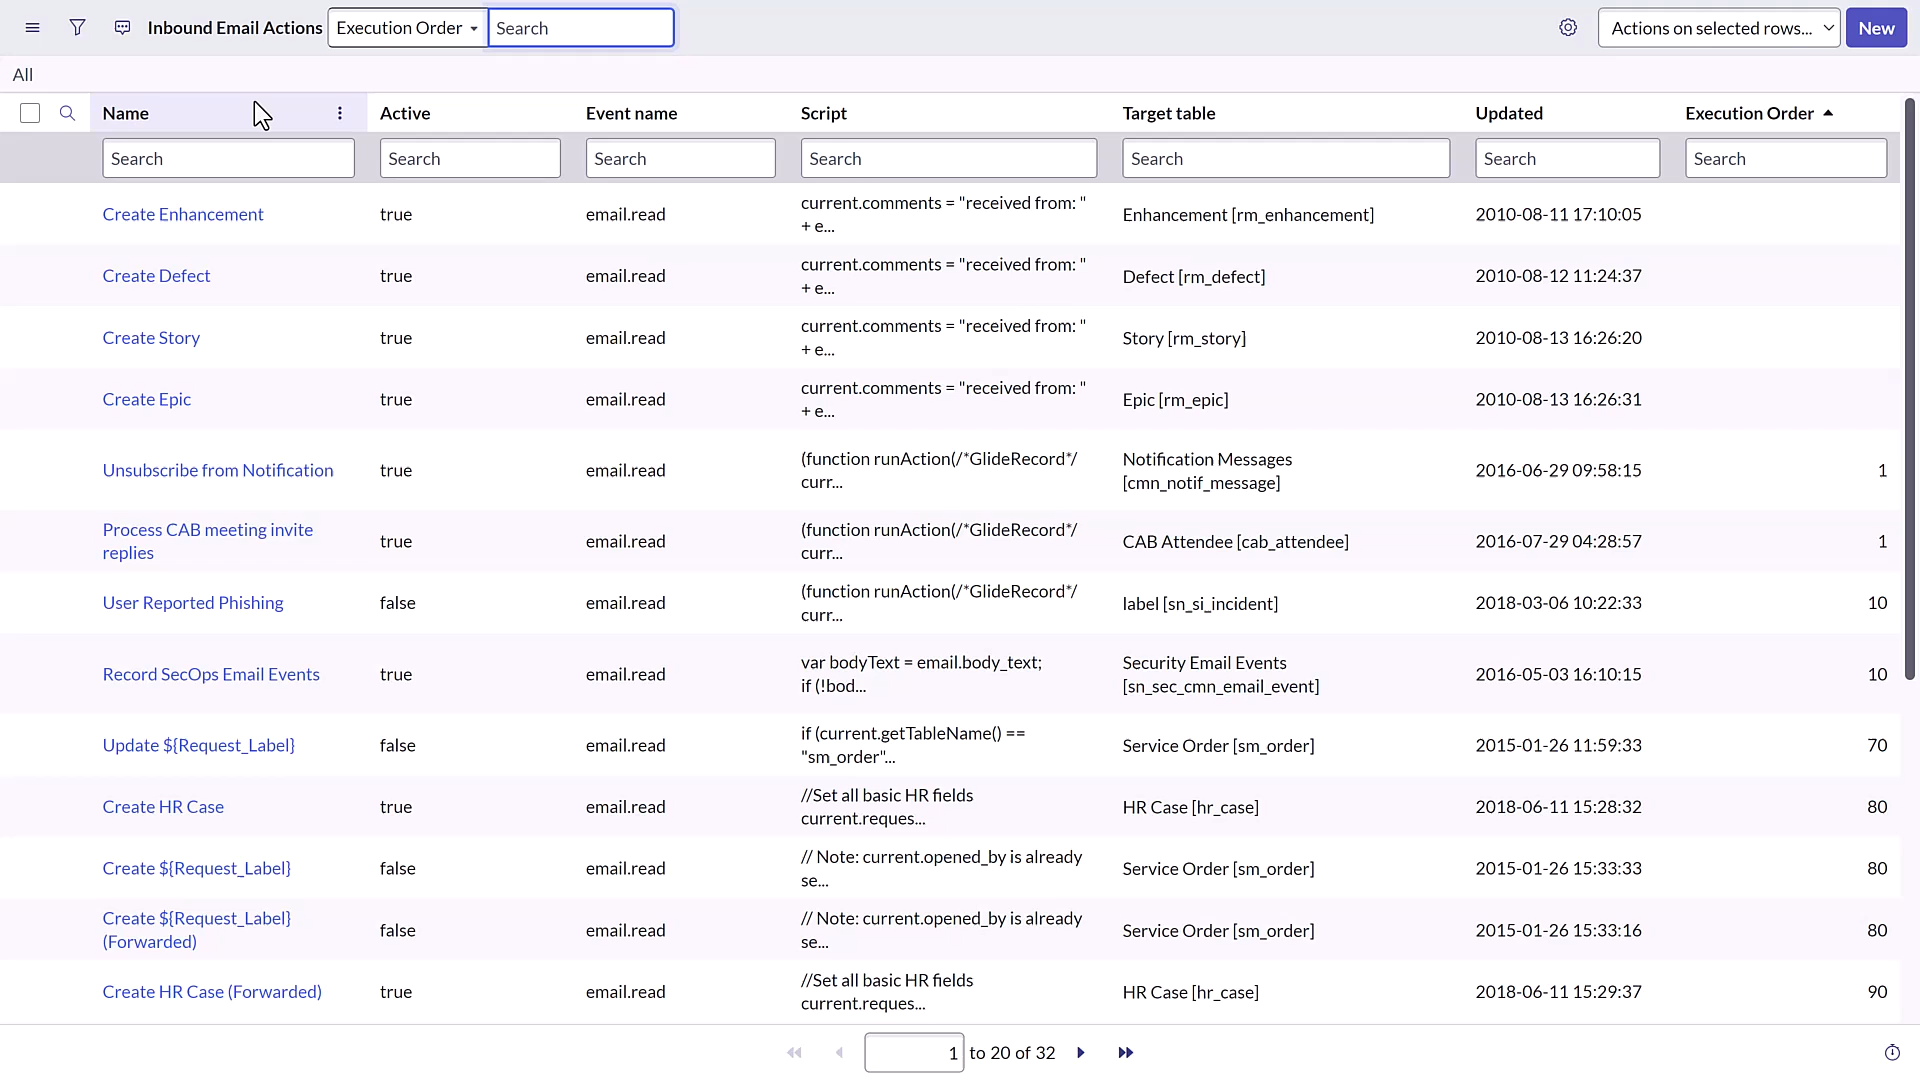 Inbound Email Actions Execution Order Search Actions on selected rows... New
All
Name Active Event name Script Target table Updated Execution Order
Search Search Search Search Search Search Search
Create Enhancement true email.read current.comments = "received from: "
+ e... Enhancement [rm_enhancement] 2010-08-11 17:10:05
Create Defect true email.read current.comments = "received from: "
+ e... Defect [rm_defect] 2010-08-12 11:24:37
Create Story true email.read current.comments = "received from: "
+ e... Story [rm_story] 2010-08-13 16:26:20
Create Epic true email.read current.comments = "received from: "
+ e... Epic [rm_epic] 2010-08-13 16:26:31
Unsubscribe from Notification true email.read (function runAction(/*GlideRecord*/
curr... Notification Messages
[cmn_notif_message] 2016-06-29 09:58:15 1
Process CAB meeting invite
replies true email.read (function runAction(/*GlideRecord*/
curr... CAB Attendee [cab_attendee] 2016-07-29 04:28:57 1
User Reported Phishing false email.read (function runAction(/*GlideRecord*/
curr... label [sn_si_incident] 2018-03-06 10:22:33 10
Record SecOps Email Events true email.read var bodyText = email.body_text;
if (!bod... Security Email Events
[sn_sec_cmn_email_event] 2016-05-03 16:10:15 10
Update ${Request_Label} false email.read if (current.getTableName() ==
"sm_order"... Service Order [sm_order] 2015-01-26 11:59:33 70
Create HR Case true email.read //Set all basic HR fields
current.reques... HR Case [hr_case] 2018-06-11 15:28:32 80
Create ${Request_Label} false email.read // Note: current.opened_by is already
se... Service Order [sm_order] 2015-01-26 15:33:33 80
Create ${Request_Label}
(Forwarded) false email.read // Note: current.opened_by is already
se... Service Order [sm_order] 2015-01-26 15:33:16 80
Create HR Case (Forwarded) true email.read //Set all basic HR fields
current.reques... HR Case [hr_case] 2018-06-11 15:29:37 90
1 to 20 of 32